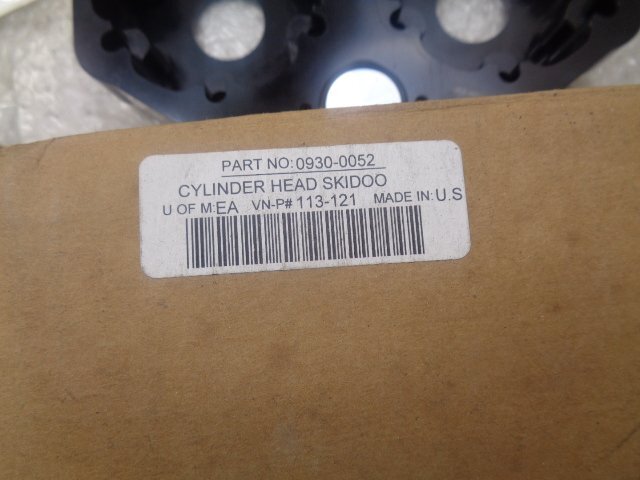 PART NO: 0930-0052
CYLINDER HEAD SKIDOO
U OF M: EA VN-P# 113-121 MADE IN: U.S